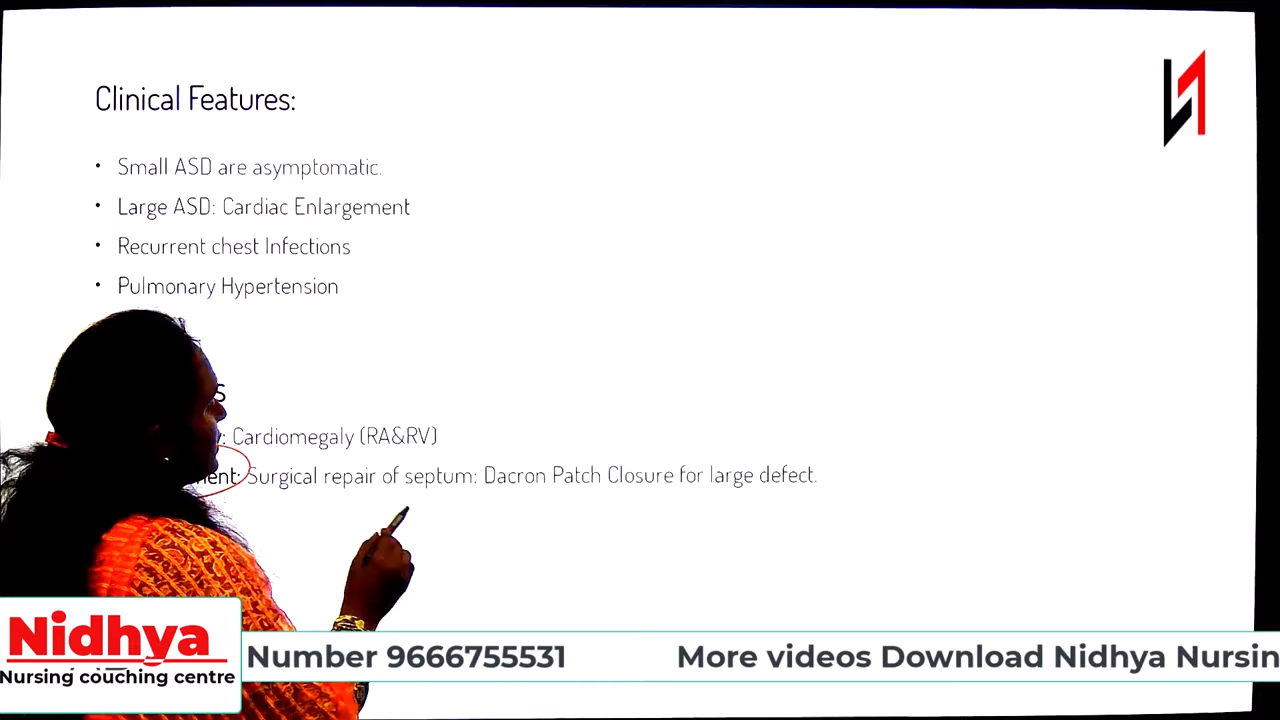 Clinical Features:
• Small ASD are asymptomatic.
• Large ASD: Cardiac Enlargement
• Recurrent chest Infections
• Pulmonary Hypertension
: Cardiomegaly (RA&RV)
Surgical repair of septum: Dacron Patch Closure for large defect.
Nidhya
Nursing couching centre
Number 9666755531 More videos Download Nidhya Nursin